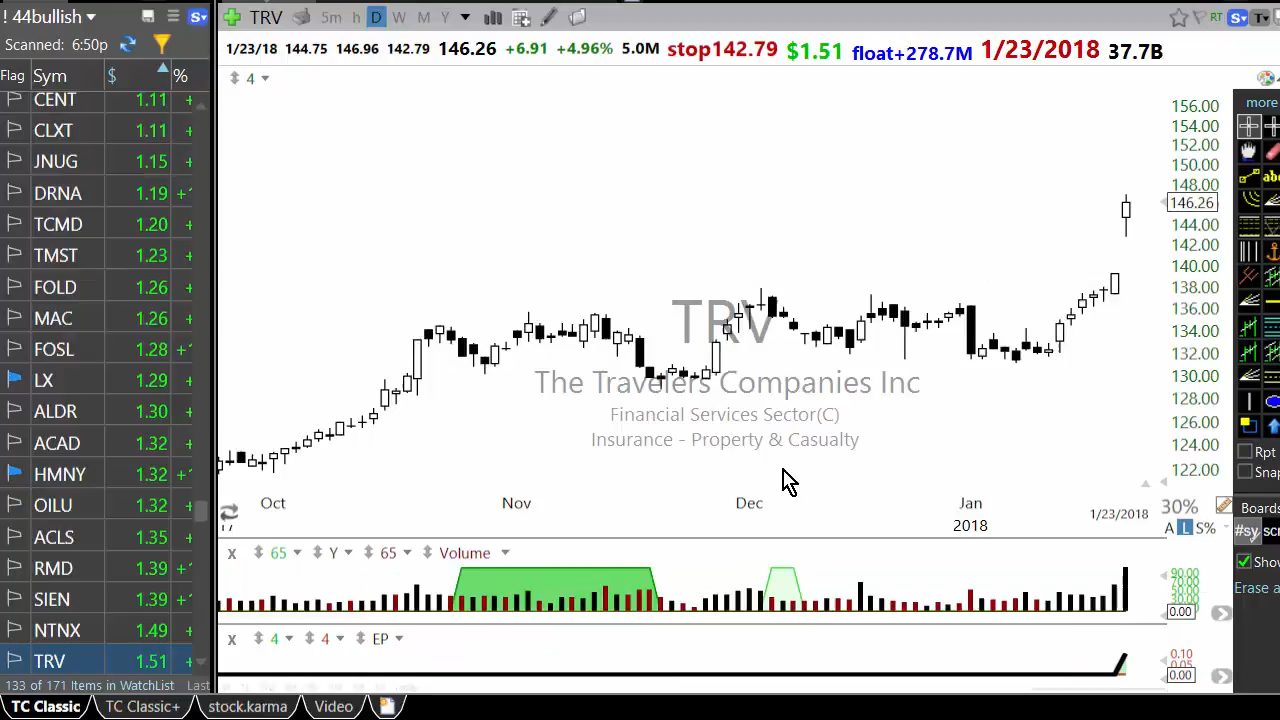 ! 44bullish
Scanned: 6:50p
Flag Sym $ %
CENT 1.11 +
CLXT 1.11 +
JNUG 1.15 +
DRNA 1.19
TCMD 1.20 +
TMST 1.23 +
FOLD 1.26 +
MAC 1.26 +
FOSL 1.28
LX 1.29 +
ALDR 1.30 +
ACAD 1.32 +
HMNY 1.32
OILU 1.32 +
ACLS 1.35 +
RMD 1.39 +
SIEN 1.39 +
NTNX 1.49 +
TRV 1.51 +
133 of 171 Items in WatchList Last
TRV 5m h D W M Y
RT S T
1/23/18 144.75 146.96 142.79 146.26 +6.91 +4.96% 5.0M stop142.79 $1.51 float+278.7M 1/23/2018 37.7B
4
TRV
The Travelers Companies Inc
Financial Services Sector(C)
Insurance - Property & Casualty
156.00
154.00
152.00
150.00
148.00
146.26
144.00
142.00
140.00
138.00
136.00
134.00
132.00
130.00
128.00
126.00
124.00
122.00
Oct Nov Dec Jan
2018
1/23/2018
30%
A L S%
X 65 Y 65 Volume
90.00
0.00
X 4 4 EP
0.10
0.05
0.00
more
Rpt
Snap
Boards
#sy scr
Show
Erase a
TC Classic TC Classic+ stock.karma Video